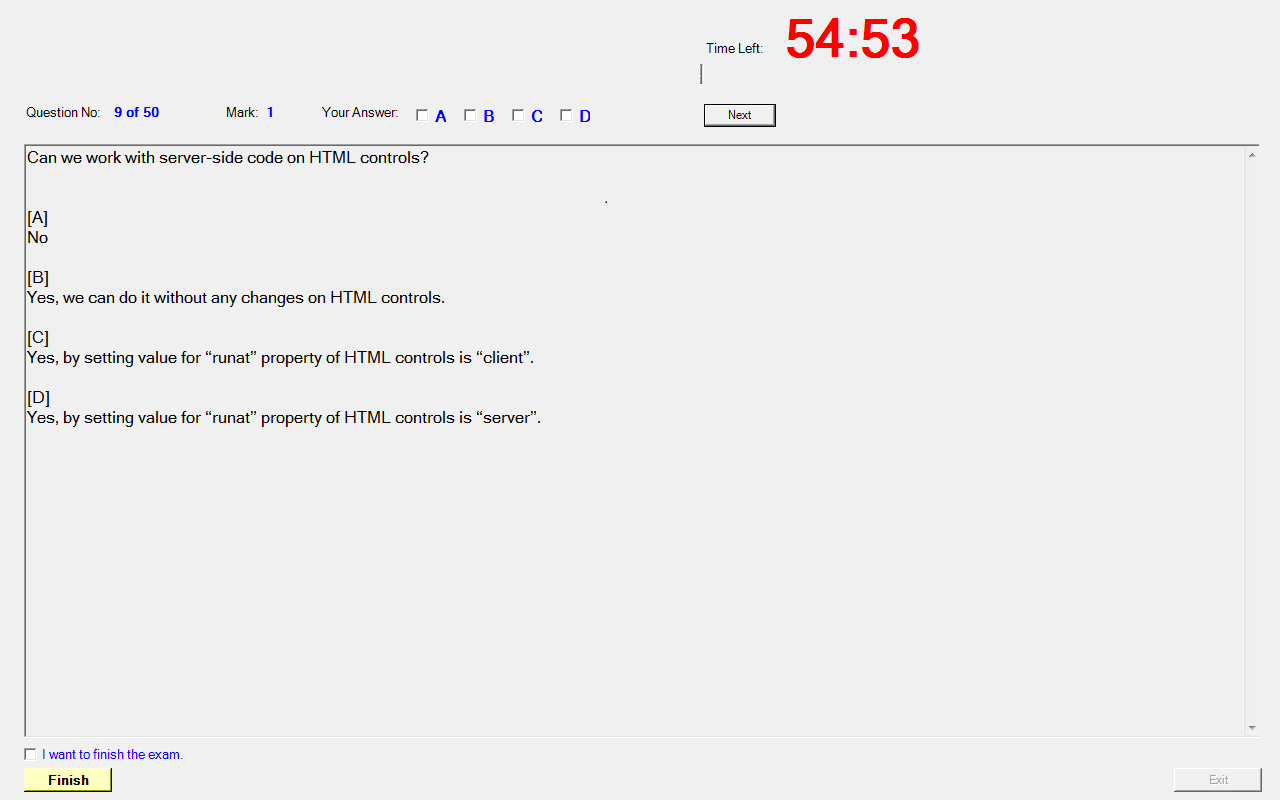 Time Left: 54:53
Question No: 9 of 50 Mark: 1 Your Answer: A B C D Next
Can we work with server-side code on HTML controls?
.
[A]
No
[B]
Yes, we can do it without any changes on HTML controls.
[C]
Yes, by setting value for “runat” property of HTML controls is “client”.
[D]
Yes, by setting value for “runat” property of HTML controls is “server”.
I want to finish the exam.
Finish Exit